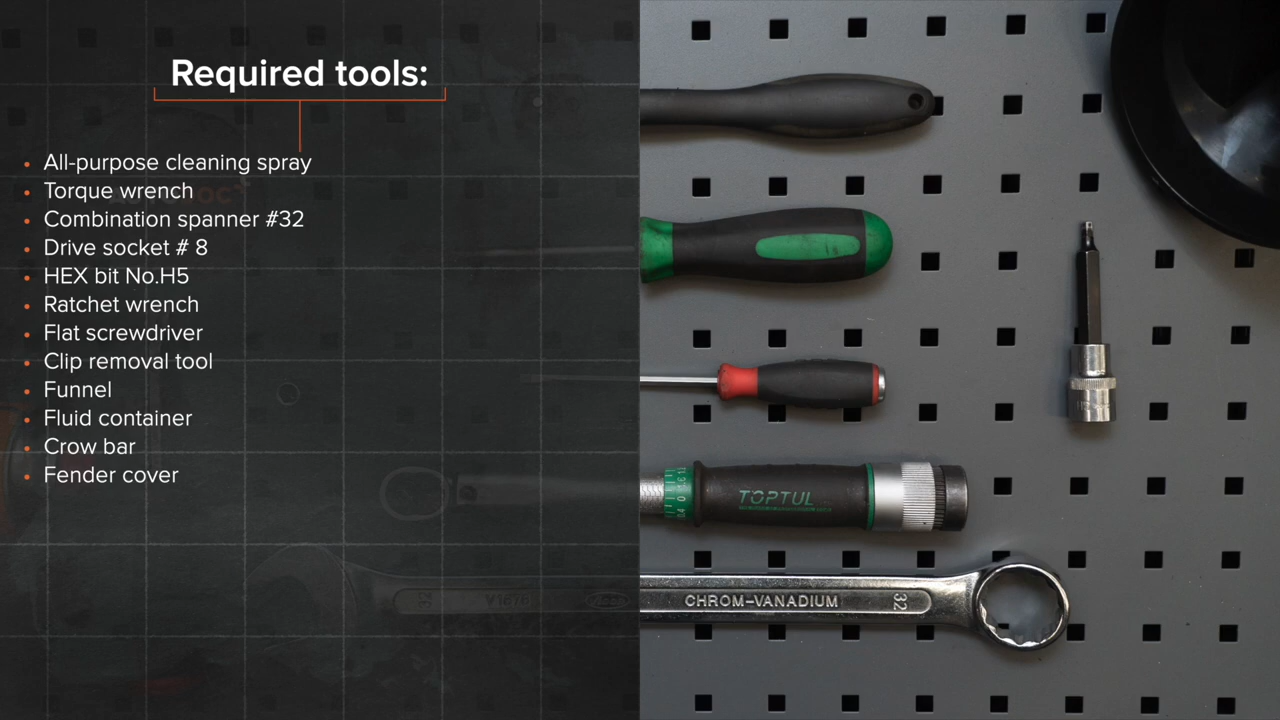 Required tools:
• All-purpose cleaning spray
• Torque wrench
• Combination spanner #32
• Drive socket # 8
• HEX bit No.H5
• Ratchet wrench
• Flat screwdriver
• Clip removal tool
• Funnel
• Fluid container
• Crow bar
• Fender cover
TOPTUL
CHROM-VANADIUM 32
32